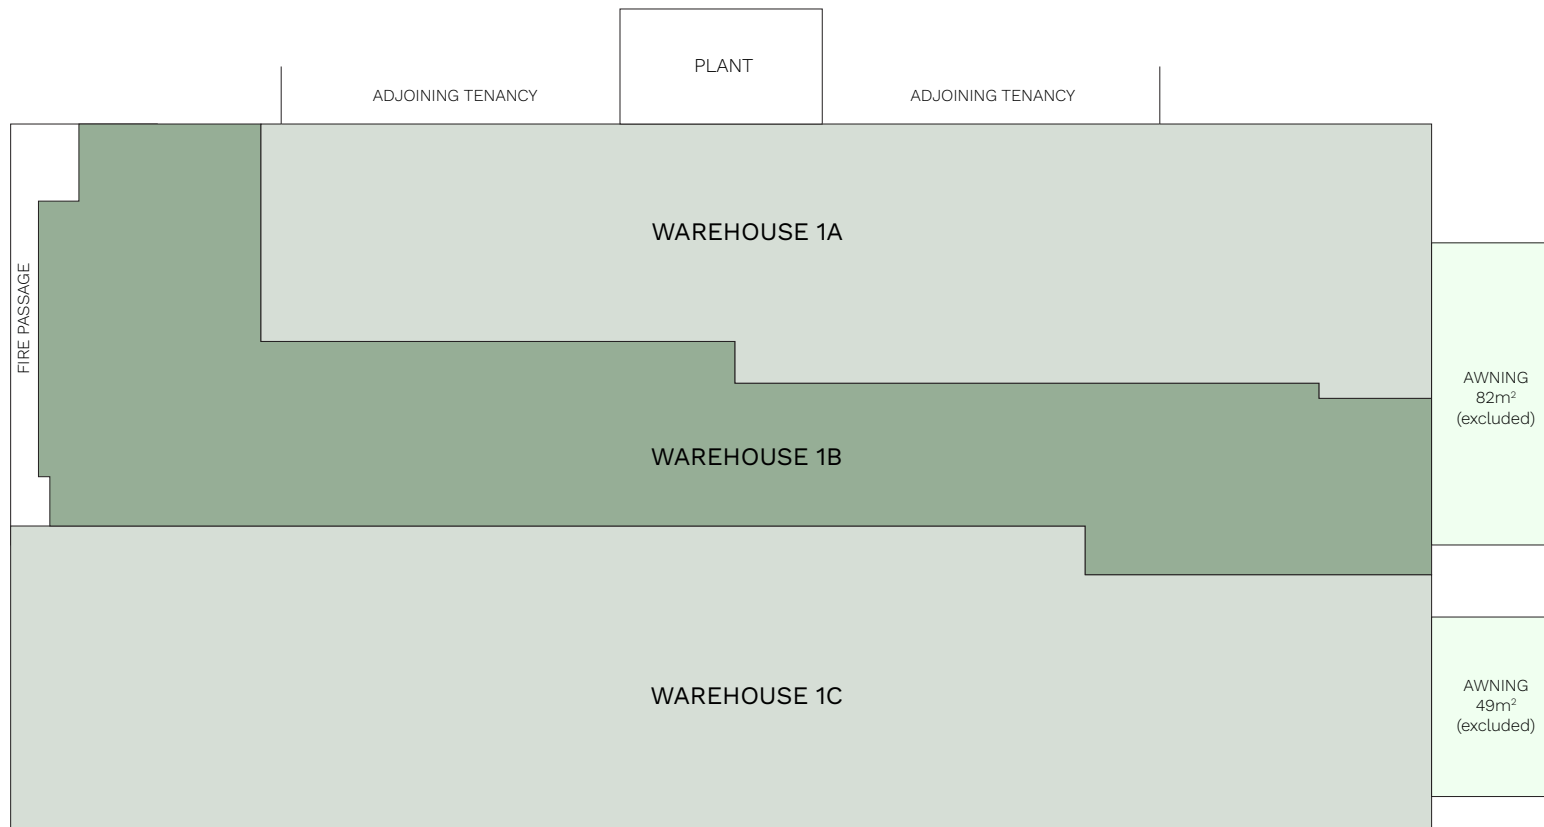 PLANT
ADJOINING TENANCY
ADJOINING TENANCY
WAREHOUSE 1A
FIRE PASSAGE
AWNING
82m²
(excluded)
WAREHOUSE 1B
WAREHOUSE 1C
AWNING
49m²
(excluded)